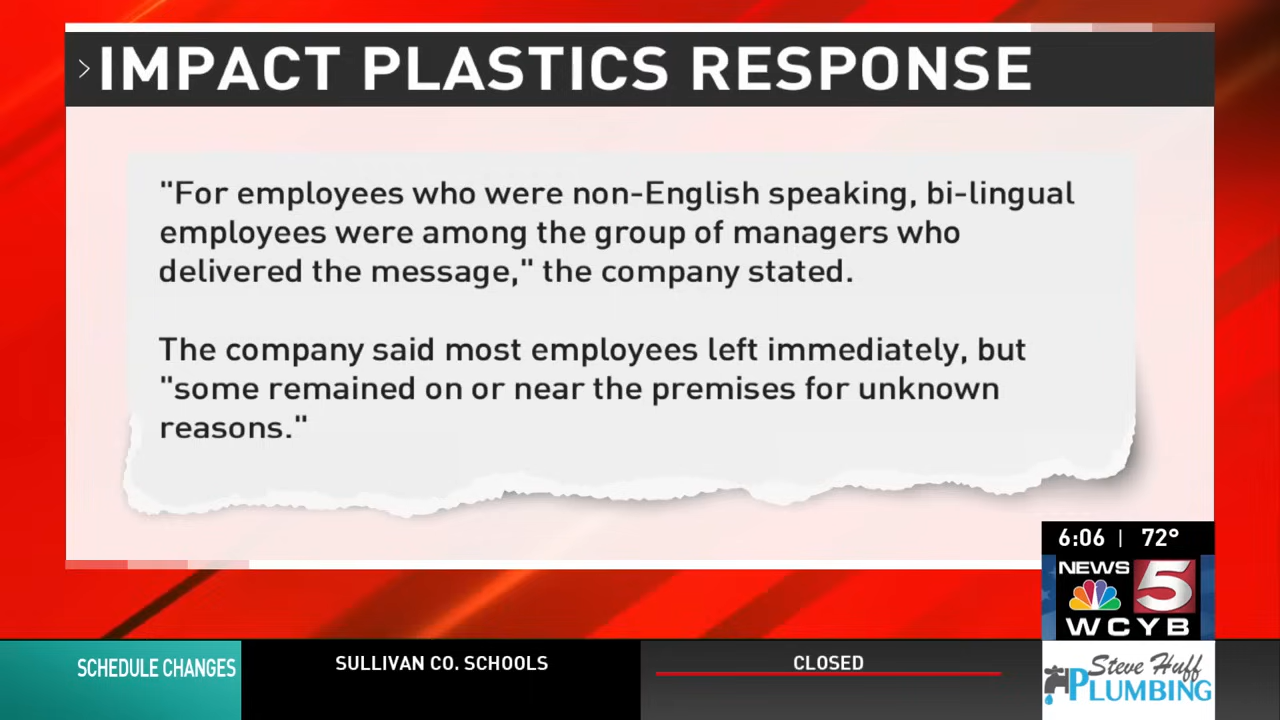 > IMPACT PLASTICS RESPONSE
"For employees who were non-English speaking, bi-lingual
employees were among the group of managers who
delivered the message," the company stated.
The company said most employees left immediately, but
"some remained on or near the premises for unknown
reasons."
6:06 | 72°
NEWS 5
WCYB
SCHEDULE CHANGES
SULLIVAN CO. SCHOOLS
CLOSED
Steve Huff
PLUMBING